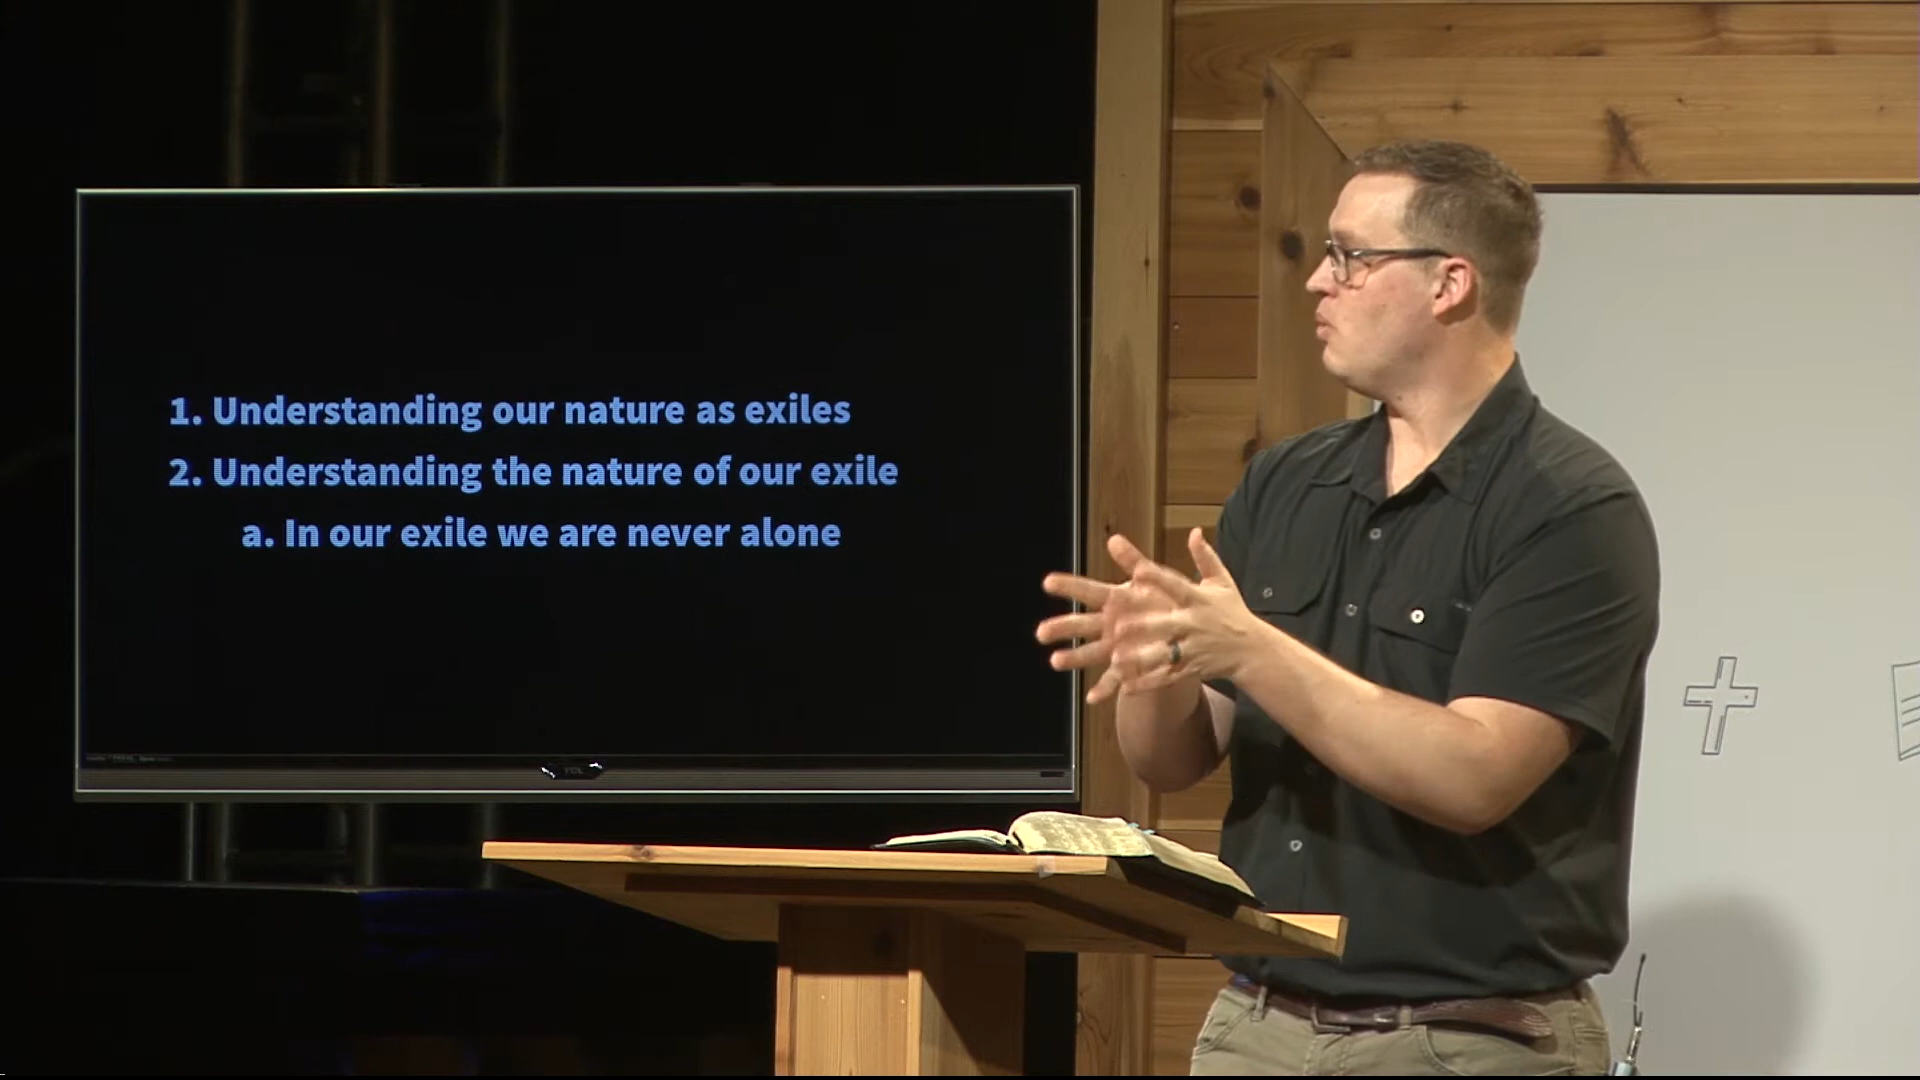 1. Understanding our nature as exiles
2. Understanding the nature of our exile
a. In our exile we are never alone
TCL